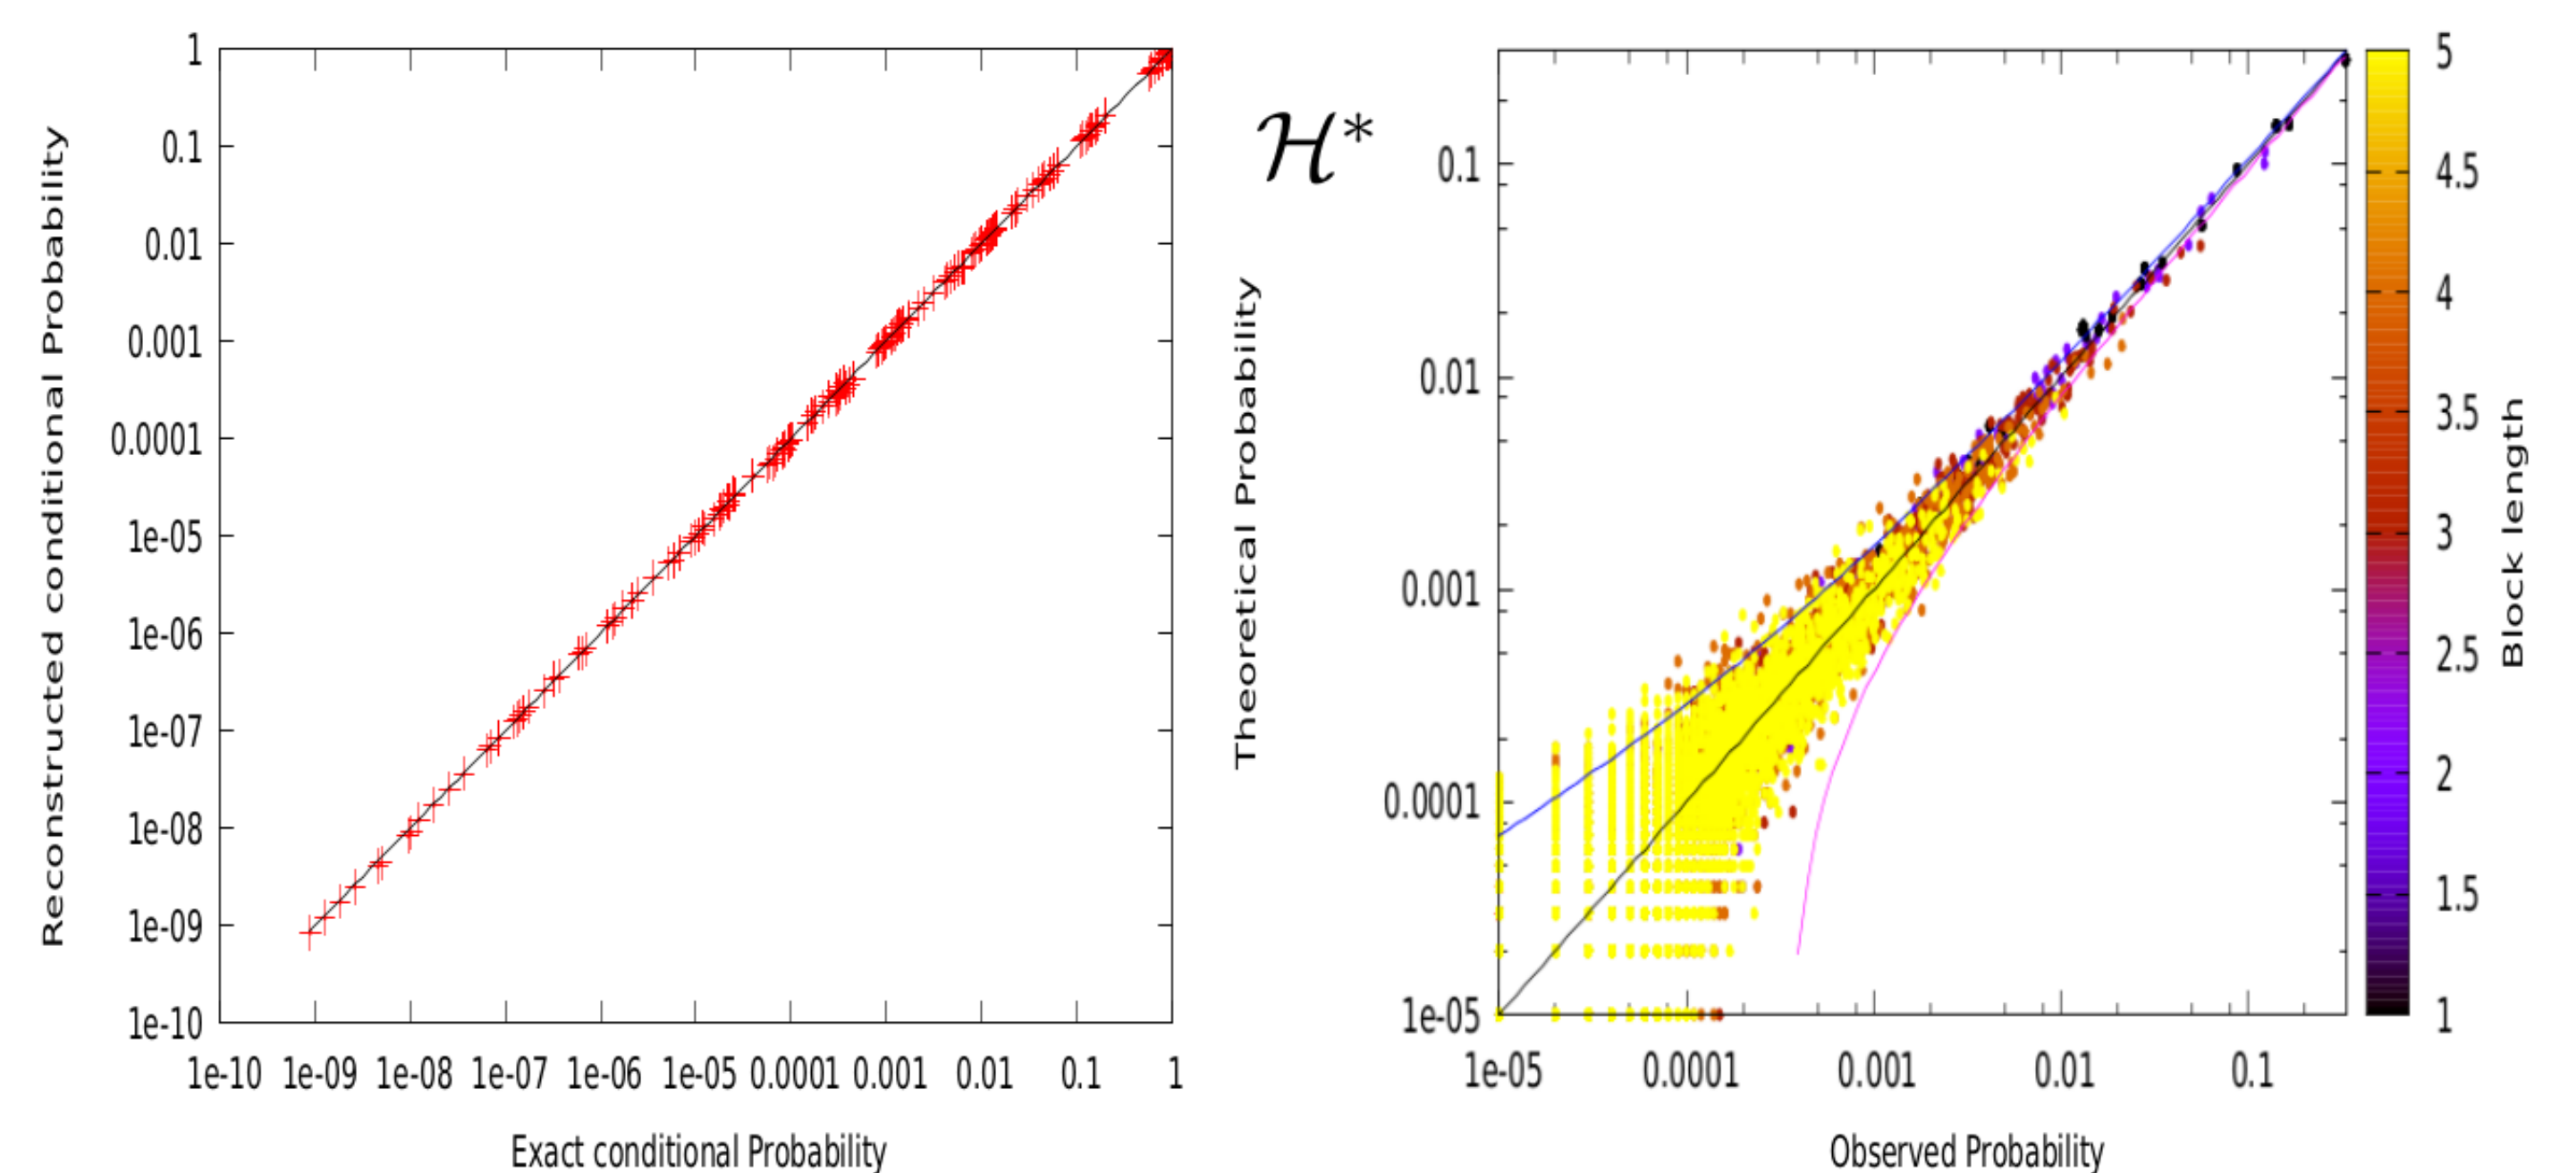 Reconstructed conditional Probability
1
0.1
0.01
0.001
0.0001
1e-05
1e-06
1e-07
1e-08
1e-09
1e-10
1e-10 1e-09 1e-08 1e-07 1e-06 1e-05 0.0001 0.001 0.01 0.1 1
Exact conditional Probability
ℋ*
Theoretical Probability
0.1
0.01
0.001
0.0001
1e-05
1e-05 0.0001 0.001 0.01 0.1
Observed Probability
5
4.5
4
3.5
3
2.5
2
1.5
1
Block length